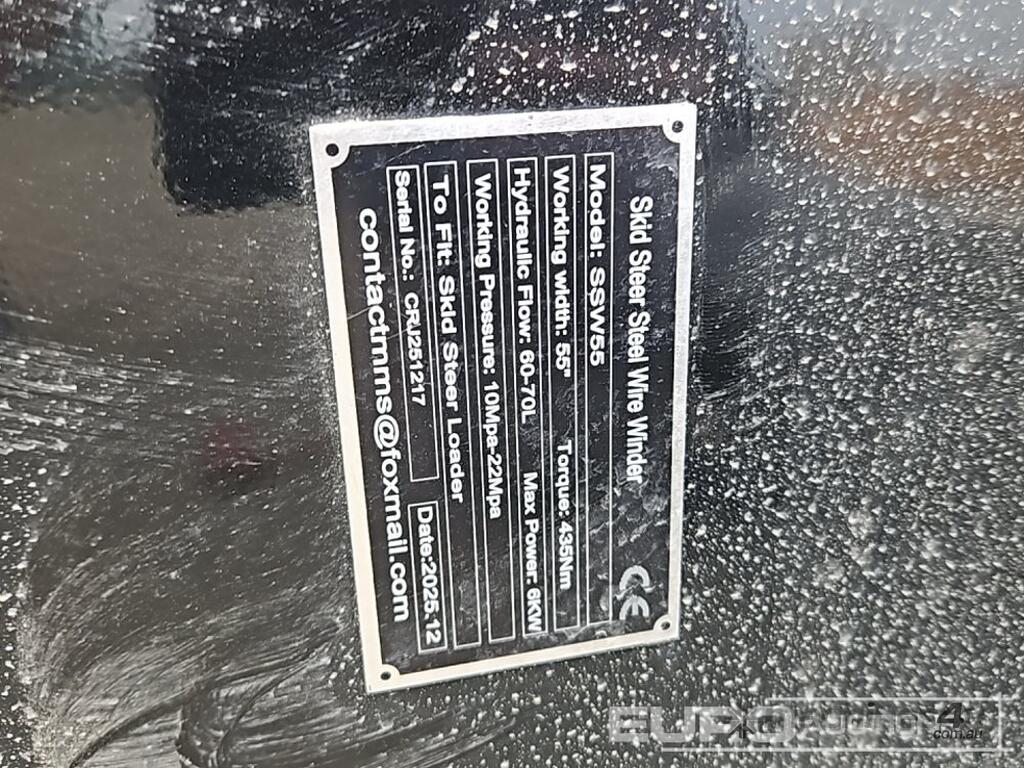 Skid Steer Steel Wire Winder CE
Model: SSW55
Working width: 55" Torque: 435Nm
Hydraulic Flow: 60-70L Max Power: 6KW
Working Pressure: 10Mpa-22Mpa
To Fit: Skid Steer Loader
Serial No.: CRJ251217 Date:2025.12
contactmms@foxmail.com